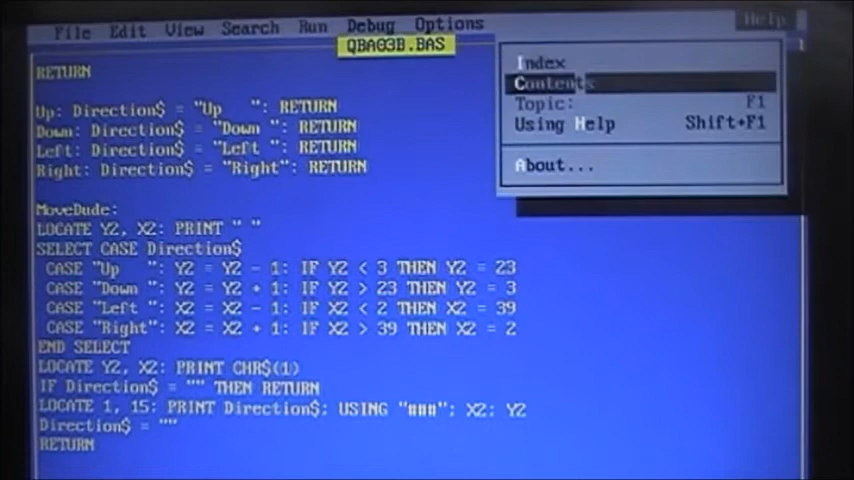 File Edit View Search Run Debug Options Help
QBA03B.BAS
Index
Contents
Topic: F1
Using Help Shift+F1
About...
RETURN
Up: Direction$ = "Up   ": RETURN
Down: Direction$ = "Down ": RETURN
Left: Direction$ = "Left ": RETURN
Right: Direction$ = "Right": RETURN
MoveDude:
LOCATE Y2, X2: PRINT " "
SELECT CASE Direction$
CASE "Up   ": Y2 = Y2 - 1: IF Y2 < 3 THEN Y2 = 23
CASE "Down ": Y2 = Y2 + 1: IF Y2 > 23 THEN Y2 = 3
CASE "Left ": X2 = X2 - 1: IF X2 < 2 THEN X2 = 39
CASE "Right": X2 = X2 + 1: IF X2 > 39 THEN X2 = 2
END SELECT
LOCATE Y2, X2: PRINT CHR$(1)
IF Direction$ = "" THEN RETURN
LOCATE 1, 15: PRINT Direction$; USING "###"; X2; Y2
Direction$ = ""
RETURN